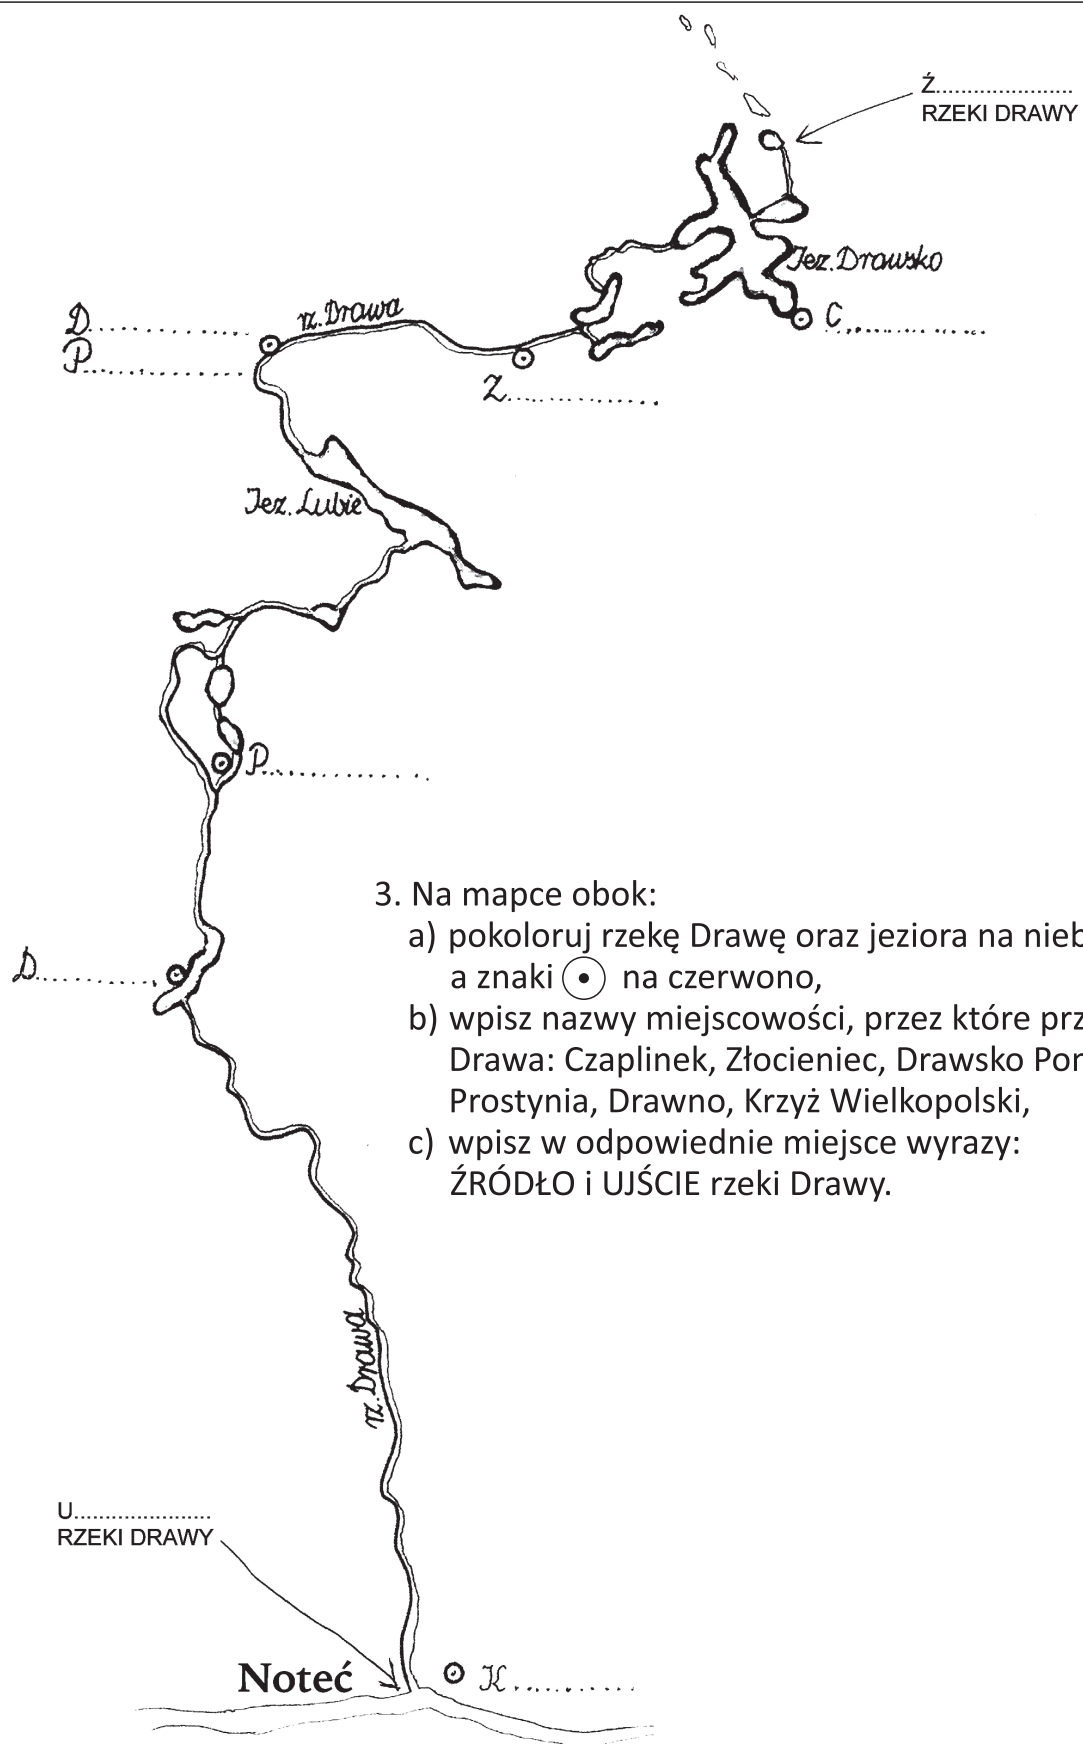 Ź......................
RZEKI DRAWY
Jez. Drawsko
C..................
rz. Drawa
D..................
P..................
Z..................
Jez. Lubie
P..................
3. Na mapce obok:
a) pokoloruj rzekę Drawę oraz jeziora na nieb
a znaki na czerwono,
b) wpisz nazwy miejscowości, przez które prz
Drawa: Czaplinek, Złocieniec, Drawsko Por
Prostynia, Drawno, Krzyż Wielkopolski,
c) wpisz w odpowiednie miejsce wyrazy:
ŹRÓDŁO i UJŚCIE rzeki Drawy.
D..................
rz. Drawa
U......................
RZEKI DRAWY
Noteć
K..................